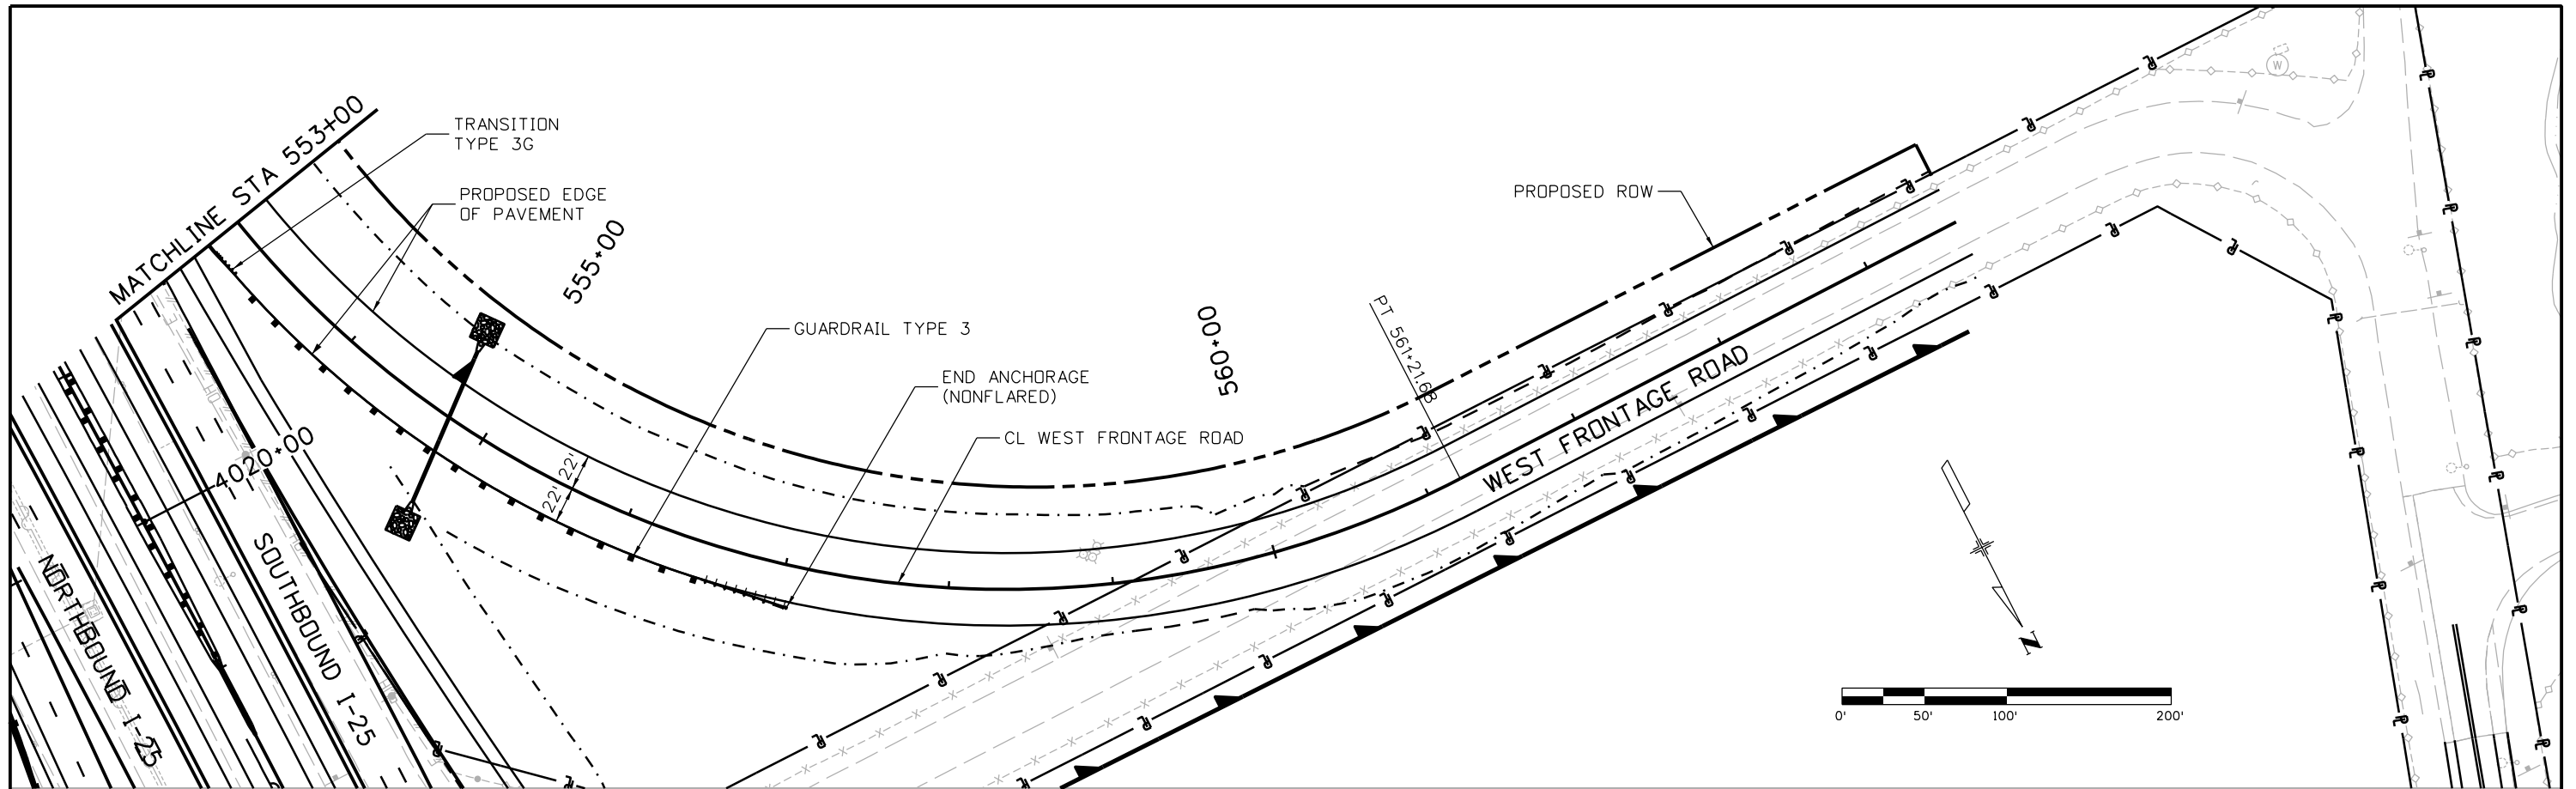 MATCHLINE STA 553+00
TRANSITION
TYPE 3G
PROPOSED EDGE
OF PAVEMENT
555+00
GUARDRAIL TYPE 3
END ANCHORAGE
(NONFLARED)
CL WEST FRONTAGE ROAD
22'
22'
560+00
PT 561+21.68
PROPOSED ROW
WEST FRONTAGE ROAD
4020+00
NORTHBOUND I-25
SOUTHBOUND I-25
W
N
0'
50'
100'
200'